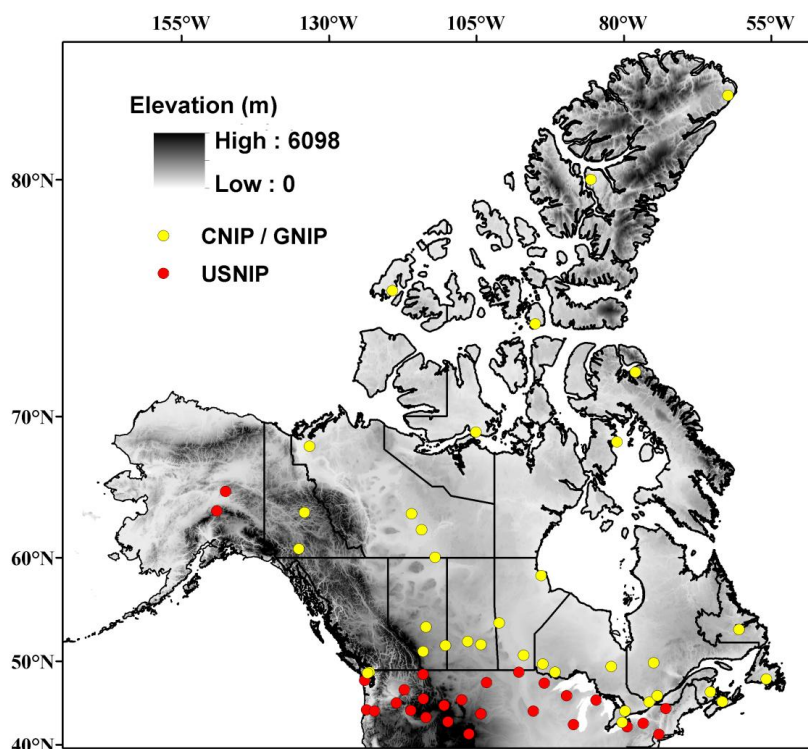 155°W 130°W 105°W 80°W 55°W
Elevation (m)
High : 6098
Low : 0
CNIP / GNIP
USNIP
80°N
70°N
60°N
50°N
40°N